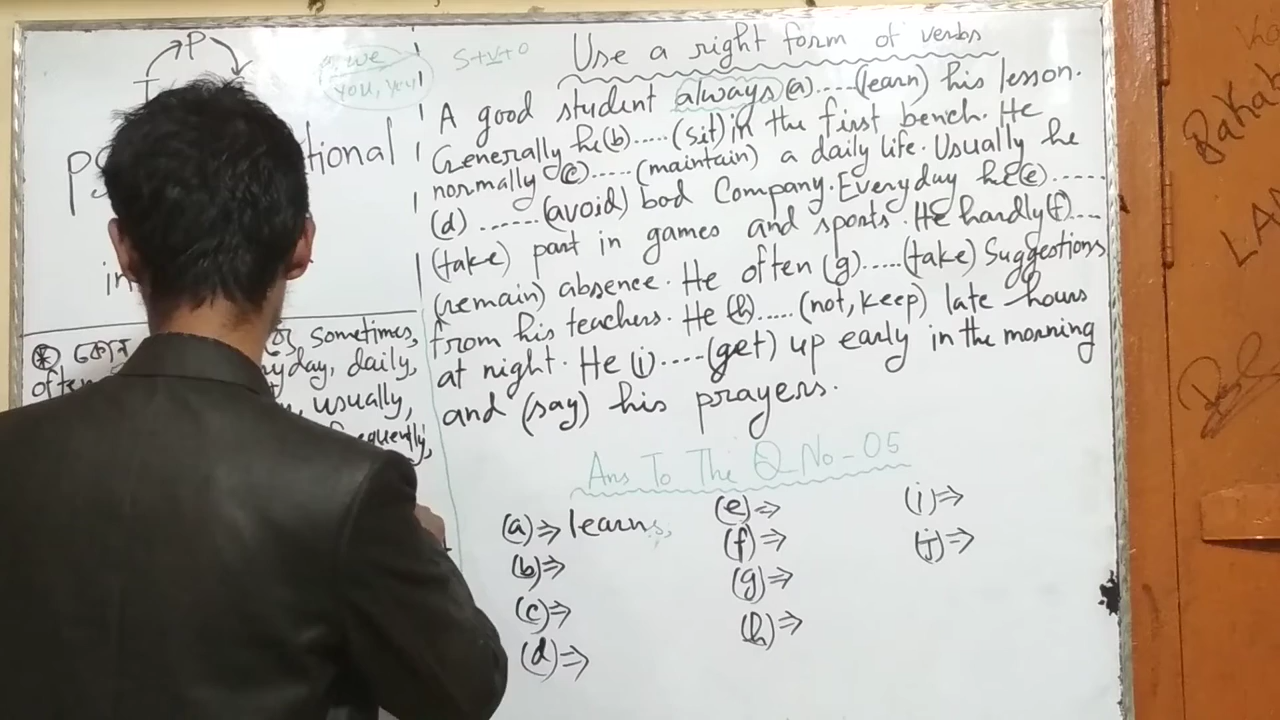 P
we
you, you
S+V+O
Use a right form of verbs
A good student always (a).....(learn) his lesson.
Generally he (b).....(sit) in the first bench. He
normally (c).....(maintain) a daily life. Usually he
(d).......(avoid) bad Company. Everyday he (e).....
(take) part in games and sports. He hardly (f)....
(remain) absence. He often (g).....(take) Suggestions
from his teachers. He (h)..... (not, keep) late hours
at night. He (i)....(get) up early in the morning
and (say) his prayers.
tional
in
sometimes,
often
yday, daily,
usually,
frequently,
Ans To The Q No-05
(a)⇒ learns,
(b)⇒
(c)⇒
(d)⇒
(e)⇒
(f)⇒
(g)⇒
(h)⇒
(i)⇒
(j)⇒